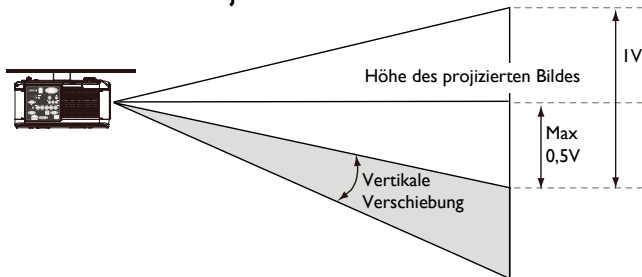 1V
Höhe des projizierten Bildes
Max
0,5V
Vertikale
Verschiebung